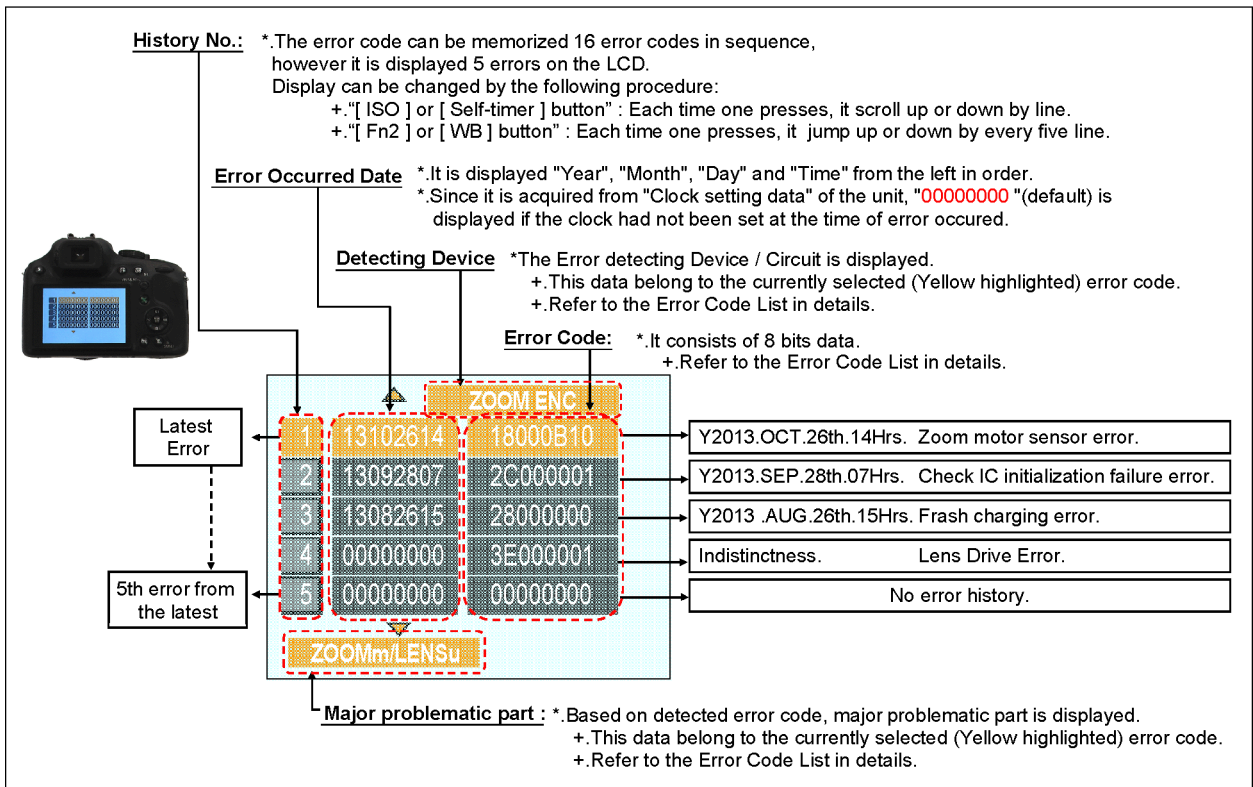 History No.: *.The error code can be memorized 16 error codes in sequence,
however it is displayed 5 errors on the LCD.
Display can be changed by the following procedure:
+.“[ ISO ] or [ Self-timer ] button” : Each time one presses, it scroll up or down by line.
+.“[ Fn2 ] or [ WB ] button” : Each time one presses, it jump up or down by every five line.
Error Occurred Date *.It is displayed "Year", "Month", "Day" and "Time" from the left in order.
*.Since it is acquired from "Clock setting data" of the unit, "00000000 "(default) is
displayed if the clock had not been set at the time of error occured.
Detecting Device *The Error detecting Device / Circuit is displayed.
+.This data belong to the currently selected (Yellow highlighted) error code.
+.Refer to the Error Code List in details.
Error Code: *.It consists of 8 bits data.
+.Refer to the Error Code List in details.
ZOOM ENC
Latest
Error
1 13102614 18000B10
Y2013.OCT.26th.14Hrs. Zoom motor sensor error.
2 13092807 2C000001
Y2013.SEP.28th.07Hrs. Check IC initialization failure error.
3 13082615 28000000
Y2013 .AUG.26th.15Hrs. Frash charging error.
4 00000000 3E000001
Indistinctness. Lens Drive Error.
5 00000000 00000000
No error history.
5th error from
the latest
ZOOMm/LENSu
Major problematic part : *.Based on detected error code, major problematic part is displayed.
+.This data belong to the currently selected (Yellow highlighted) error code.
+.Refer to the Error Code List in details.